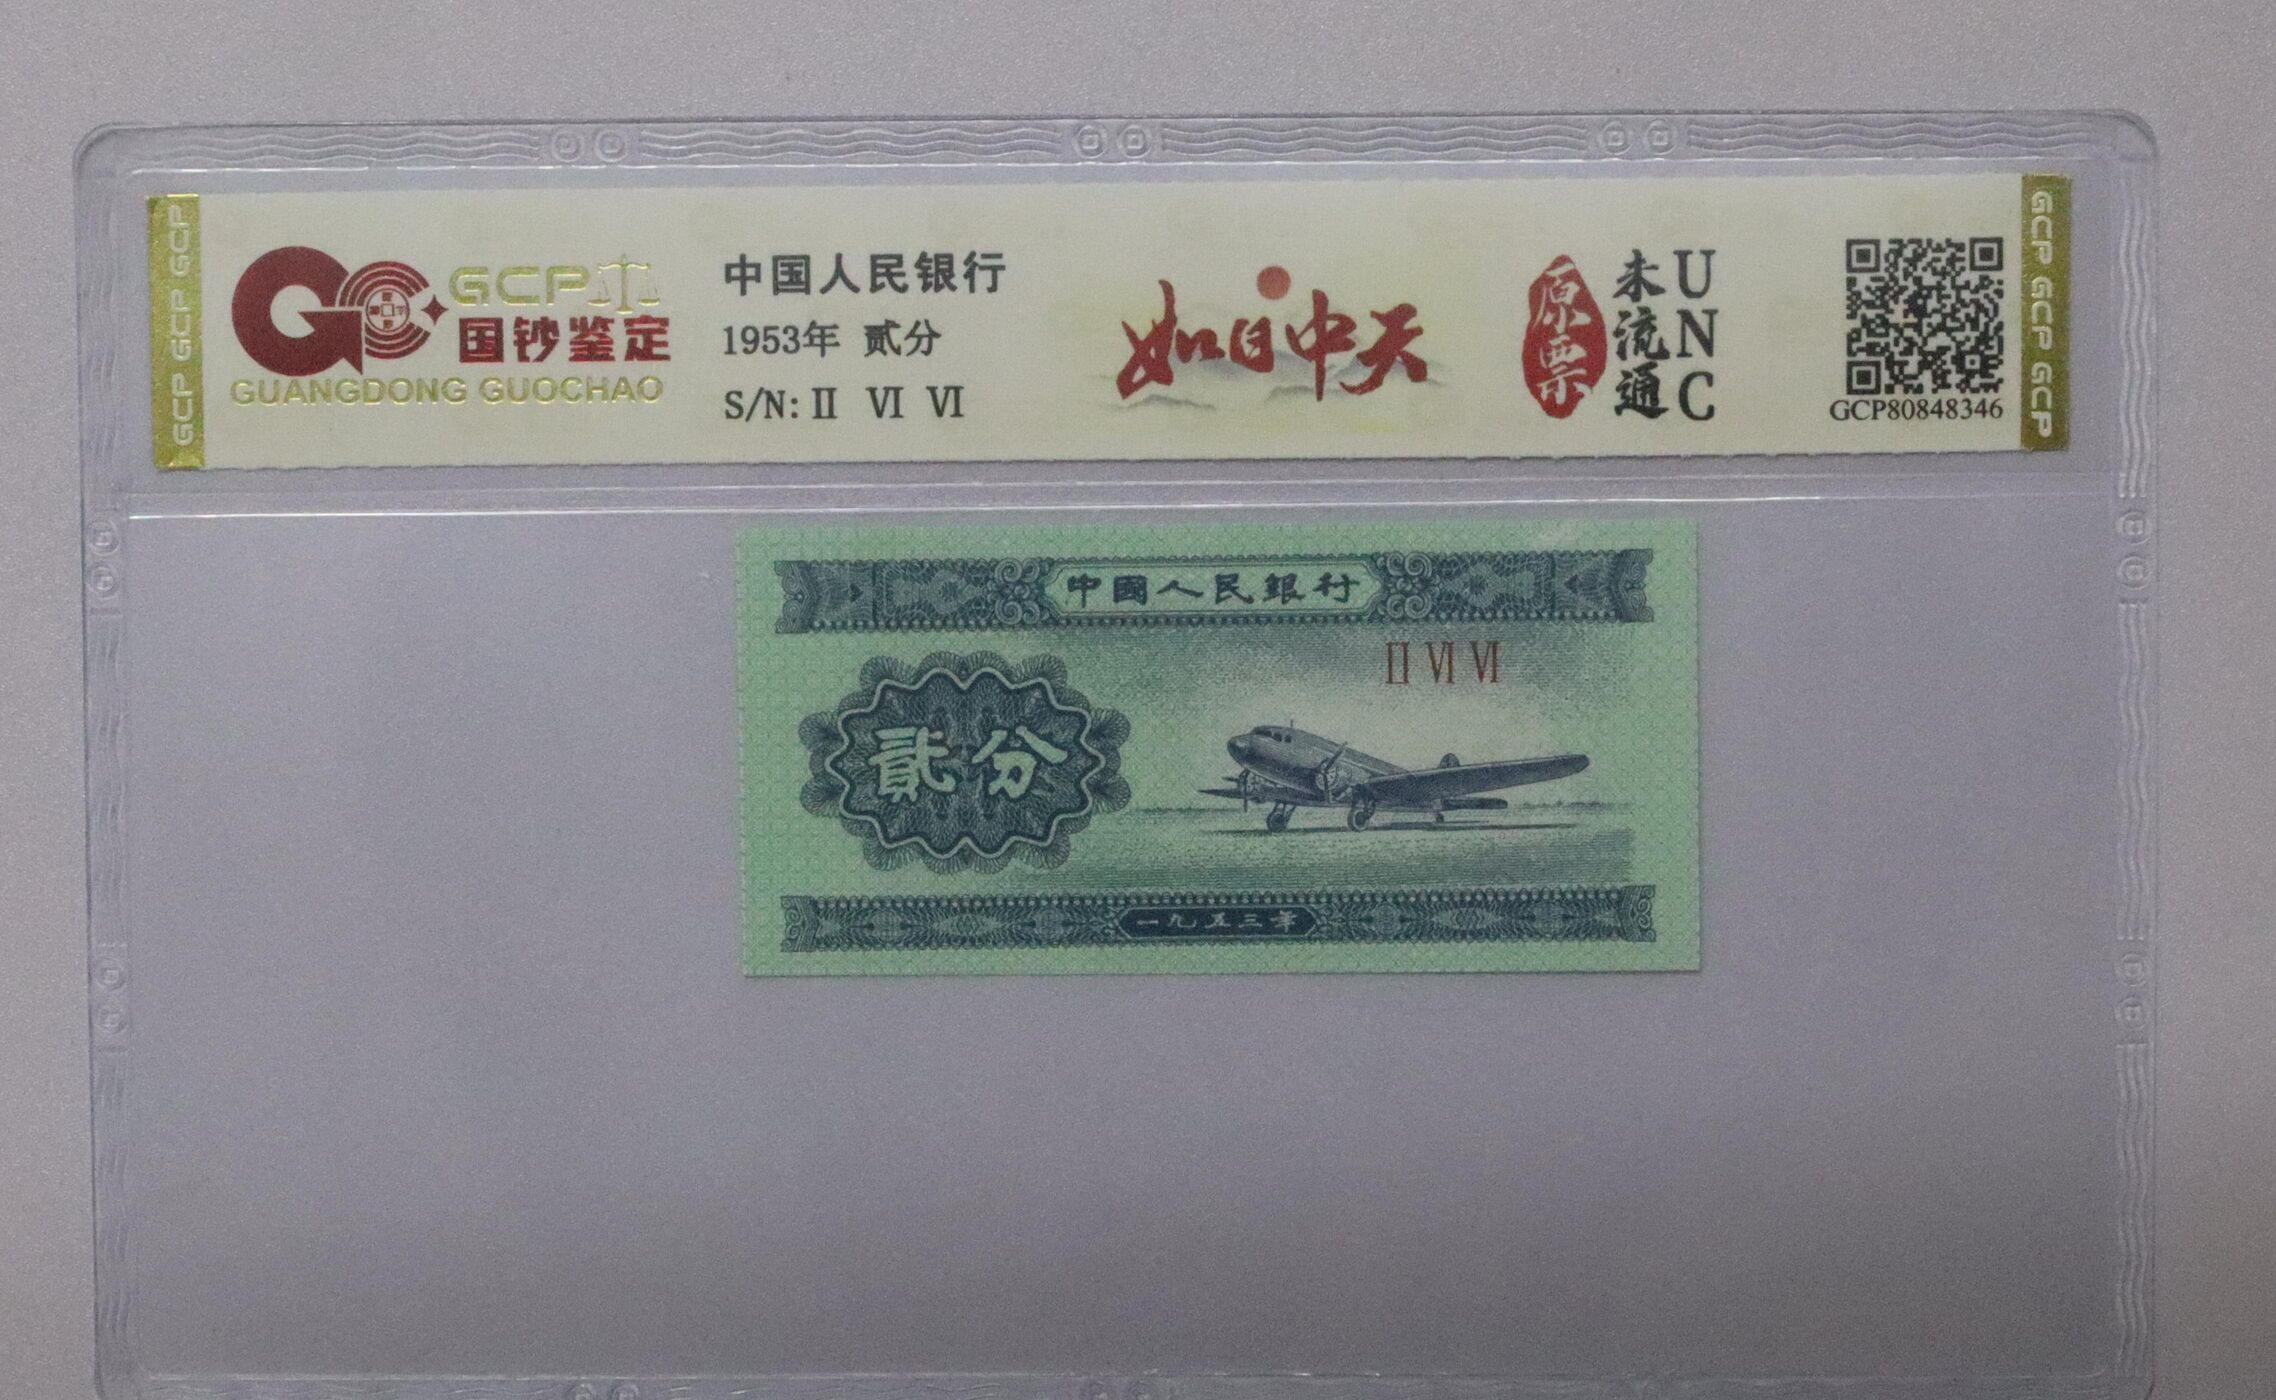 GCP GCP GCP
GCP
国钞鉴定
GUANGDONG GUOCHAO
中国人民银行
1953年 贰分
S/N: Ⅱ Ⅵ Ⅵ
如日中天
原票
未流通
UNC
GCP80848346
GCP GCP GCP
中國人民銀行
Ⅱ Ⅵ Ⅵ
貳分
一九五三年